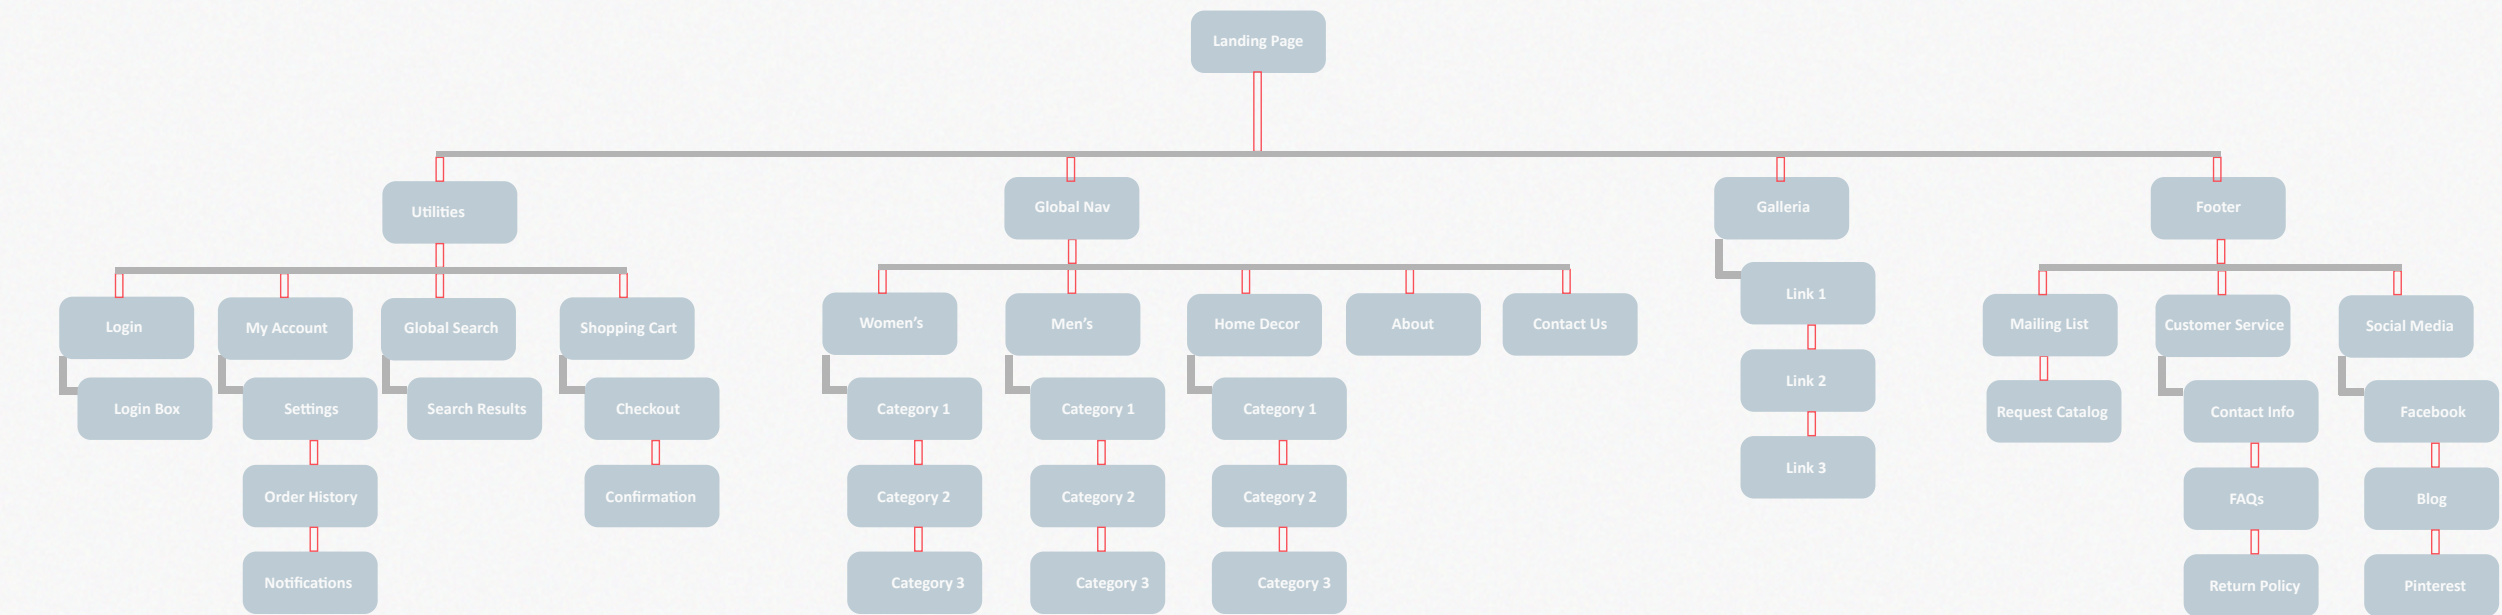 Landing Page
Utilities
Global Nav
Galleria
Footer
Login
My Account
Global Search
Shopping Cart
Women's
Men's
Home Decor
About
Contact Us
Link 1
Mailing List
Customer Service
Social Media
Link 2
Login Box
Settings
Search Results
Checkout
Category 1
Category 1
Category 1
Request Catalog
Contact Info
Facebook
Link 3
Order History
Confirmation
Category 2
Category 2
Category 2
FAQs
Blog
Notifications
Category 3
Category 3
Category 3
Return Policy
Pinterest